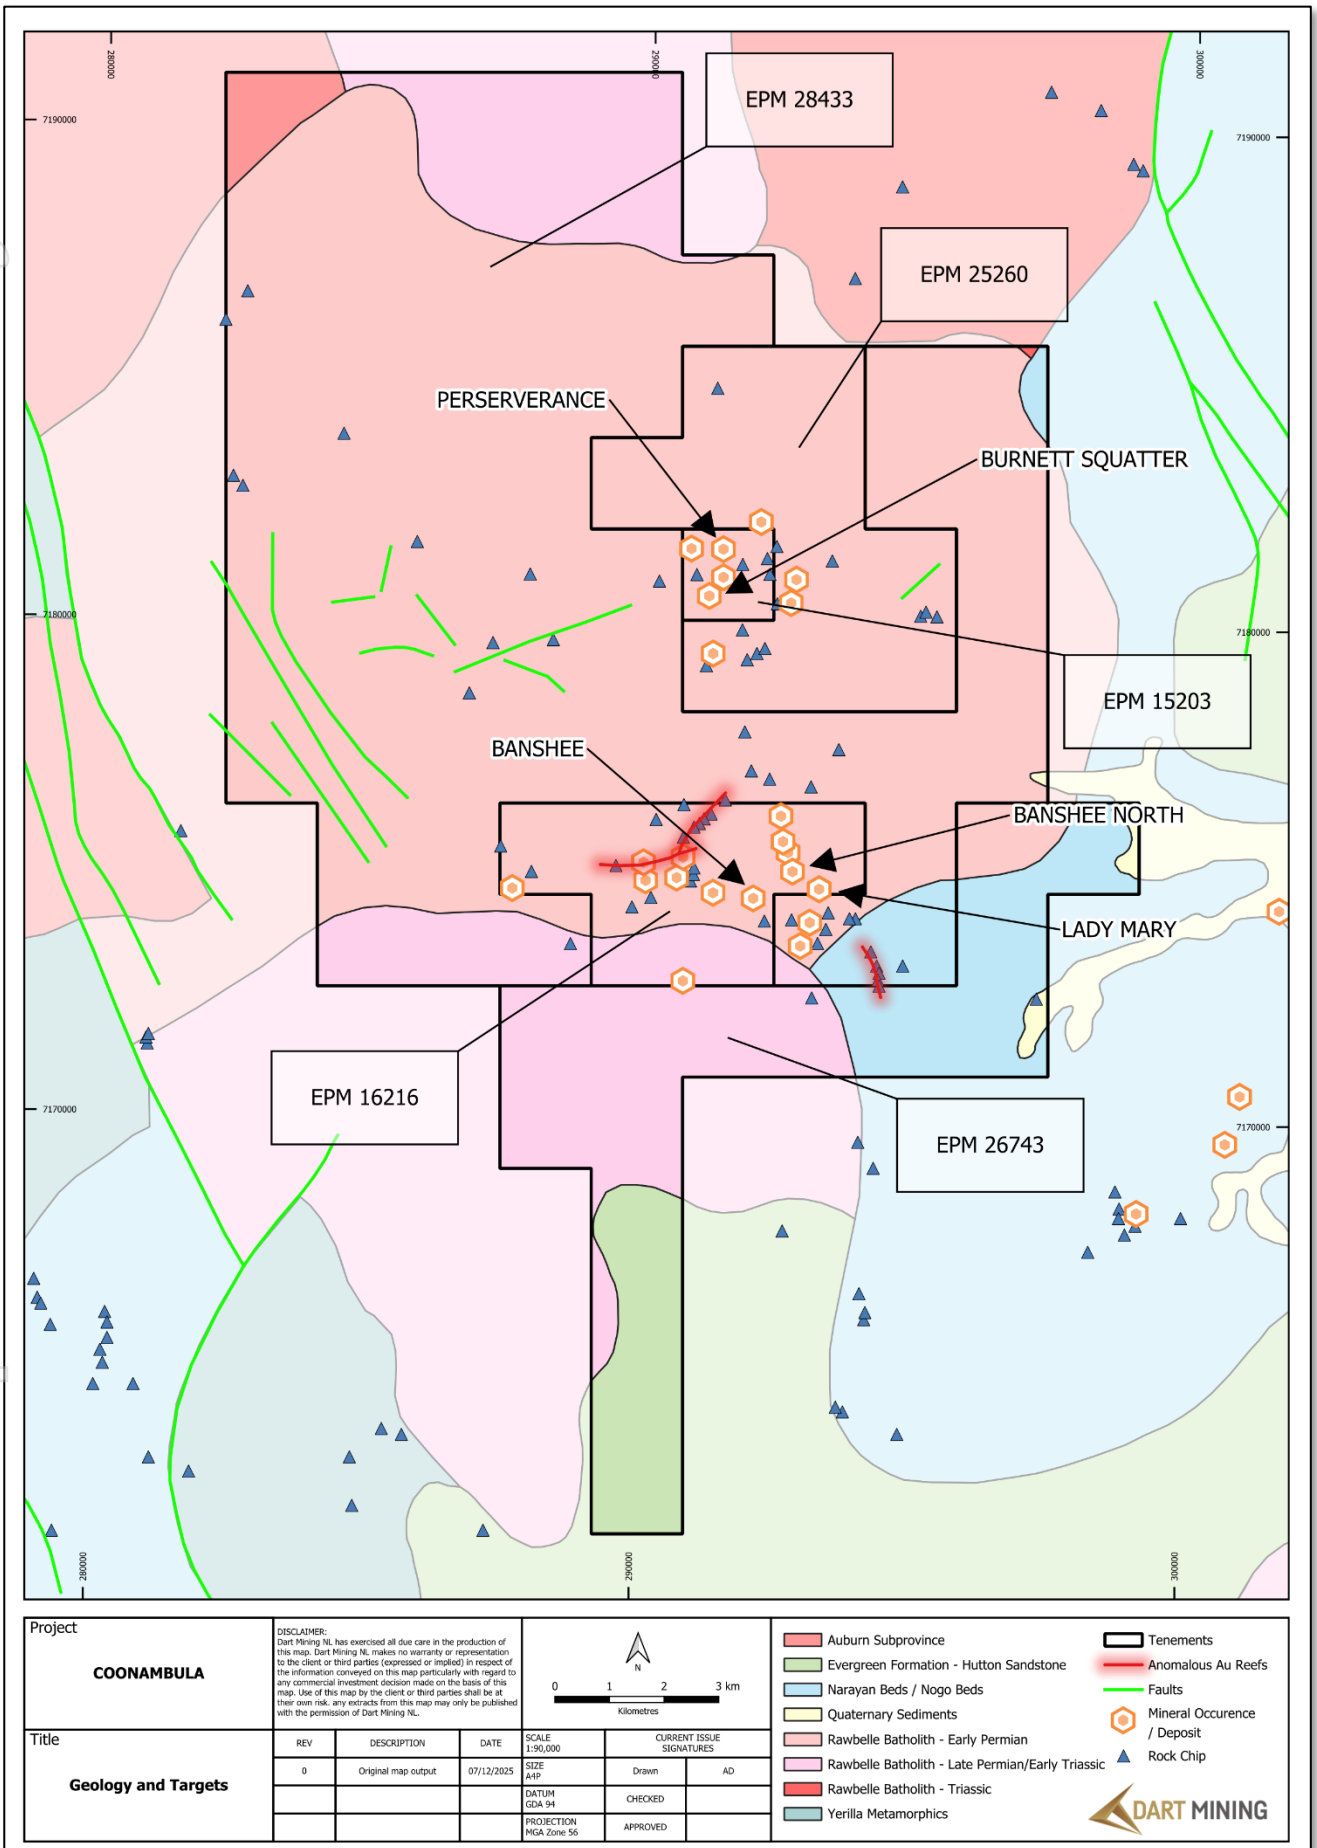 280000
290000
300000
7190000
7190000
EPM 28433
EPM 25260
PERSERVERANCE
BURNETT SQUATTER
7180000
7180000
EPM 15203
BANSHEE
BANSHEE NORTH
LADY MARY
EPM 16216
7170000
7170000
EPM 26743
280000
290000
300000
Project
COONAMBULA
DISCLAIMER:
Dart Mining NL has exercised all due care in the production of
this map. Dart Mining NL makes no warranty or representation
to the client or third parties (expressed or implied) in respect of
the information conveyed on this map particularly with regard to
any commercial investment decision made on the basis of this
map. Use of this map by the client or third parties shall be at
their own risk. any extracts from this map may only be published
with the permission of Dart Mining NL.
N
0 1 2 3 km
Kilometres
Title
Geology and Targets
REV DESCRIPTION DATE
0 Original map output 07/12/2025
SCALE
1:90,000
SIZE
A4P
DATUM
GDA 94
PROJECTION
MGA Zone 56
CURRENT ISSUE
SIGNATURES
Drawn AD
CHECKED
APPROVED
Auburn Subprovince
Evergreen Formation - Hutton Sandstone
Narayan Beds / Nogo Beds
Quaternary Sediments
Rawbelle Batholith - Early Permian
Rawbelle Batholith - Late Permian/Early Triassic
Rawbelle Batholith - Triassic
Yerilla Metamorphics
Tenements
Anomalous Au Reefs
Faults
Mineral Occurence
/ Deposit
Rock Chip
DART MINING